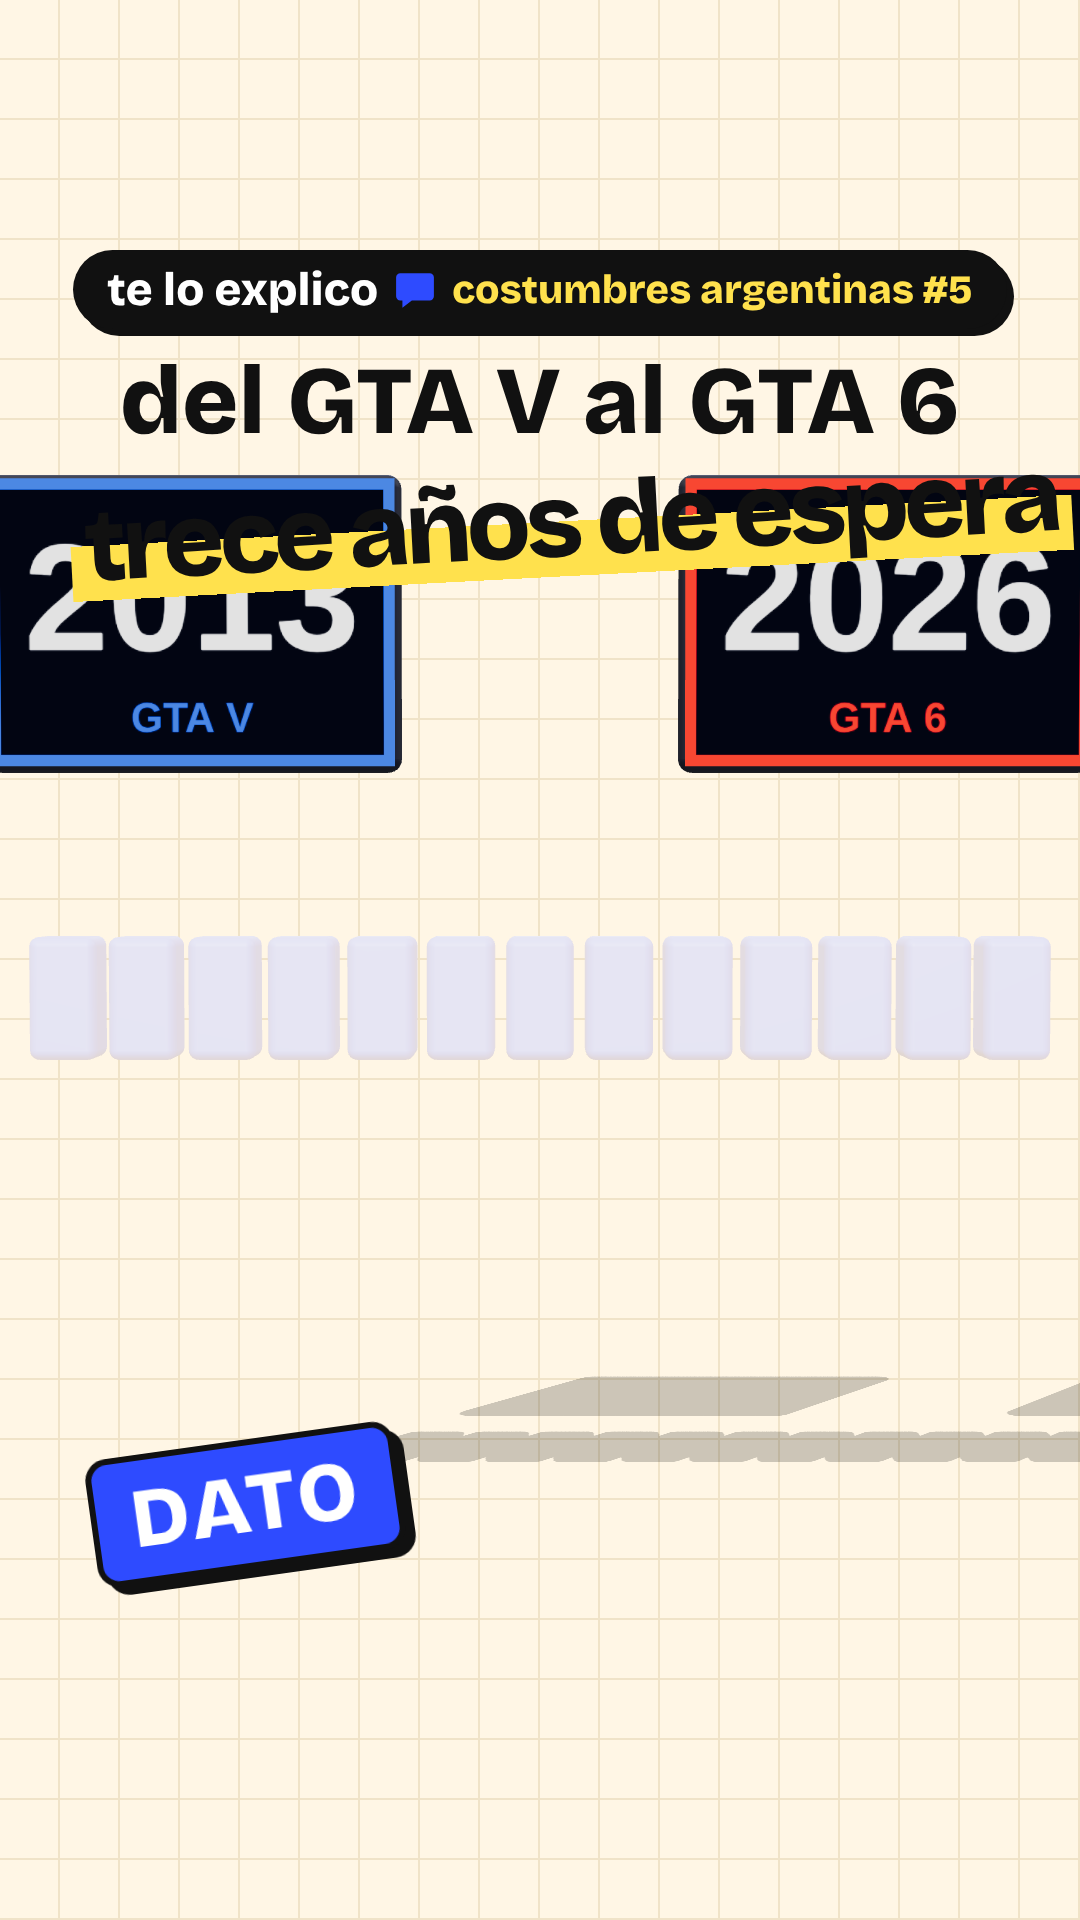 te lo explico costumbres argentinas #5
del GTA V al GTA 6
trece años de espera
2013
GTA V
2026
GTA 6
DATO